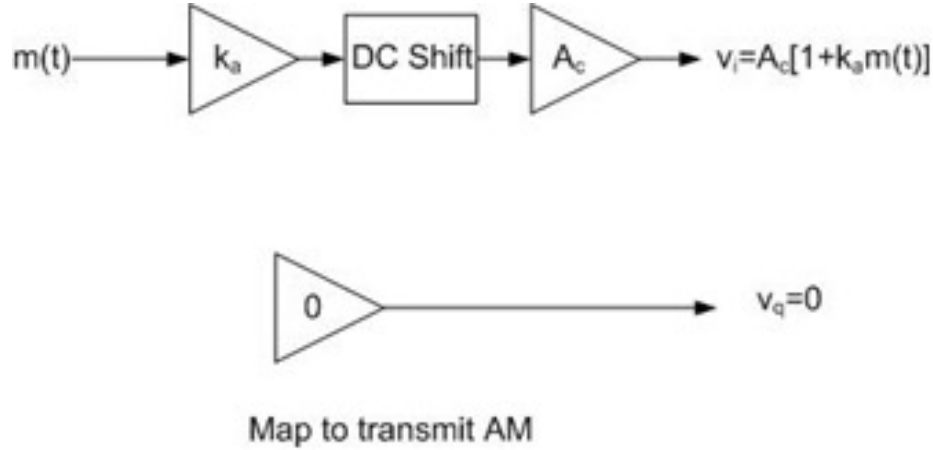 m(t) kₐ DC Shift A꜀ vᵢ=A꜀[1+kₐm(t)]
0 v_q=0
Map to transmit AM